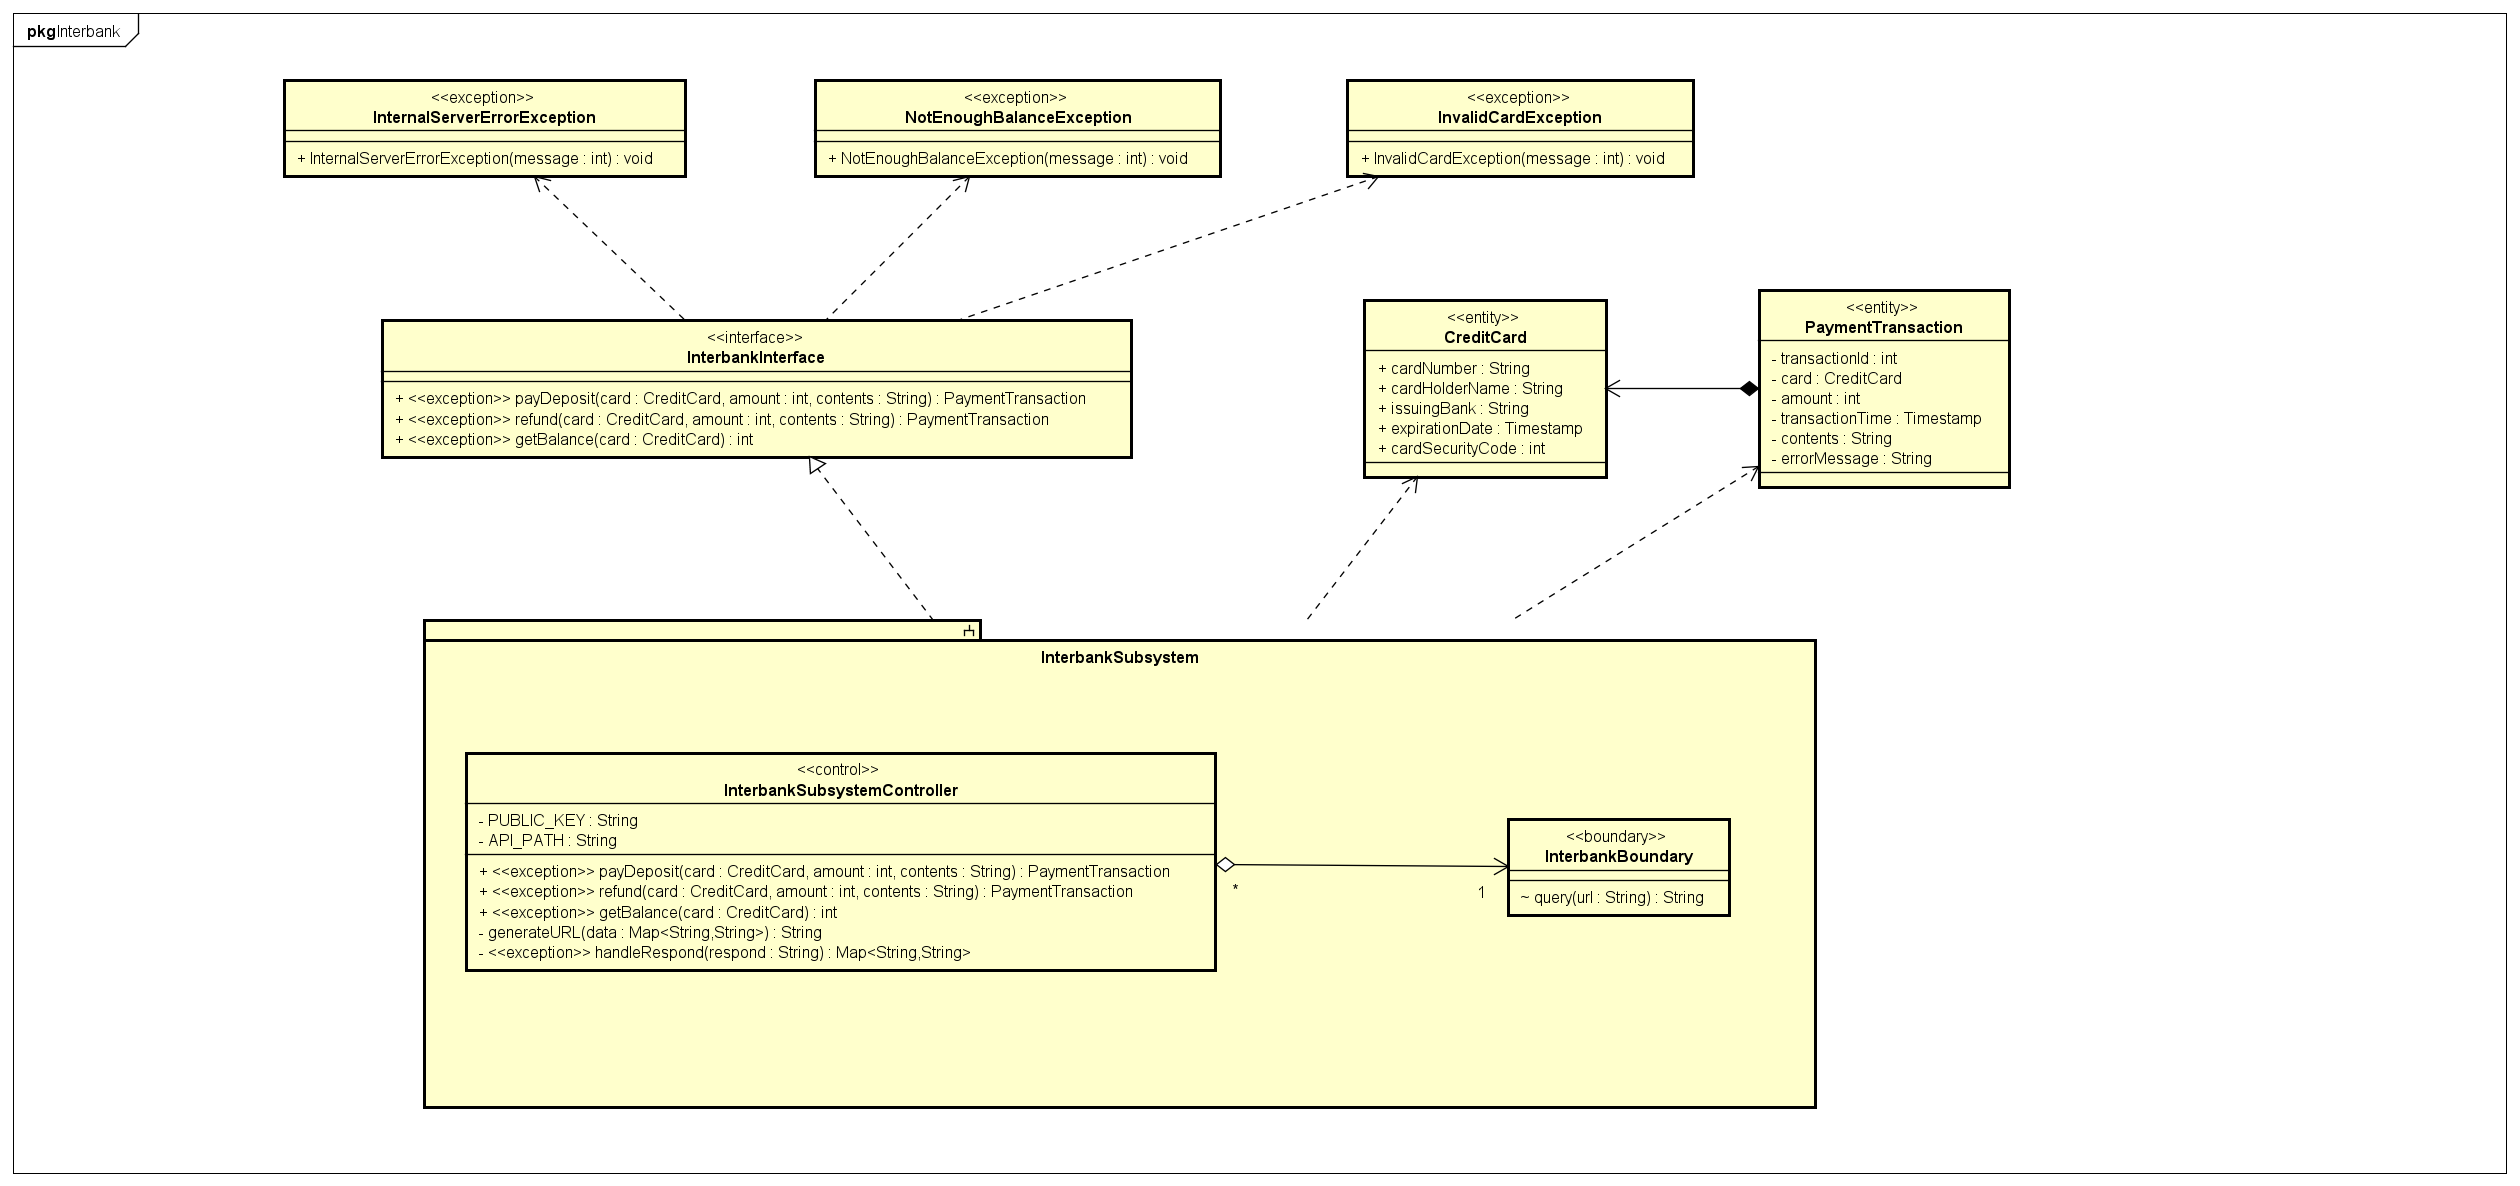 pkg Interbank
<<exception>>
InternalServerErrorException
+ InternalServerErrorException(message : int) : void
<<exception>>
NotEnoughBalanceException
+ NotEnoughBalanceException(message : int) : void
<<exception>>
InvalidCardException
+ InvalidCardException(message : int) : void
<<interface>>
InterbankInterface
+ <<exception>> payDeposit(card : CreditCard, amount : int, contents : String) : PaymentTransaction
+ <<exception>> refund(card : CreditCard, amount : int, contents : String) : PaymentTransaction
+ <<exception>> getBalance(card : CreditCard) : int
<<entity>>
CreditCard
+ cardNumber : String
+ cardHolderName : String
+ issuingBank : String
+ expirationDate : Timestamp
+ cardSecurityCode : int
<<entity>>
PaymentTransaction
- transactionId : int
- card : CreditCard
- amount : int
- transactionTime : Timestamp
- contents : String
- errorMessage : String
InterbankSubsystem
<<control>>
InterbankSubsystemController
- PUBLIC_KEY : String
- API_PATH : String
+ <<exception>> payDeposit(card : CreditCard, amount : int, contents : String) : PaymentTransaction
+ <<exception>> refund(card : CreditCard, amount : int, contents : String) : PaymentTransaction
+ <<exception>> getBalance(card : CreditCard) : int
- generateURL(data : Map<String,String>) : String
- <<exception>> handleRespond(respond : String) : Map<String,String>
*
1
<<boundary>>
InterbankBoundary
~ query(url : String) : String